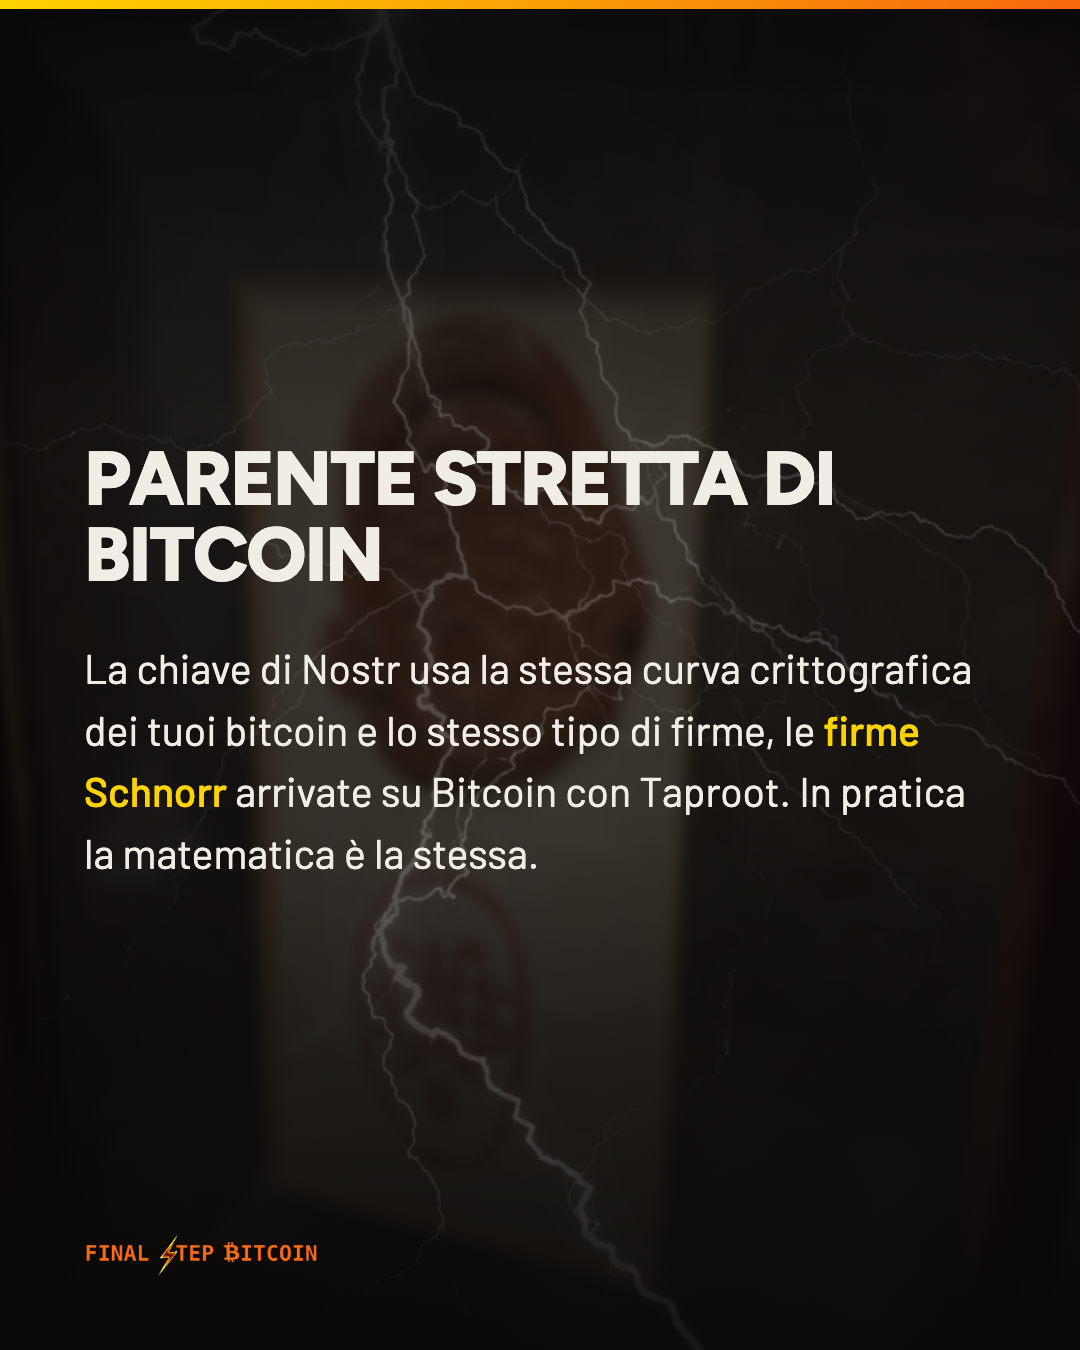 PARENTE STRETTA DI
BITCOIN
La chiave di Nostr usa la stessa curva crittografica
dei tuoi bitcoin e lo stesso tipo di firme, le firme
Schnorr arrivate su Bitcoin con Taproot. In pratica
la matematica è la stessa.
FINAL STEP BITCOIN